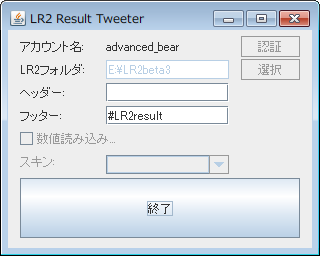 LR2 Result Tweeter
アカウント名: advanced_bear 認証
LR2フォルダ: E:¥LR2beta3 選択
ヘッダー:
フッター: #LR2result
数値読み込み...
スキン:
終了